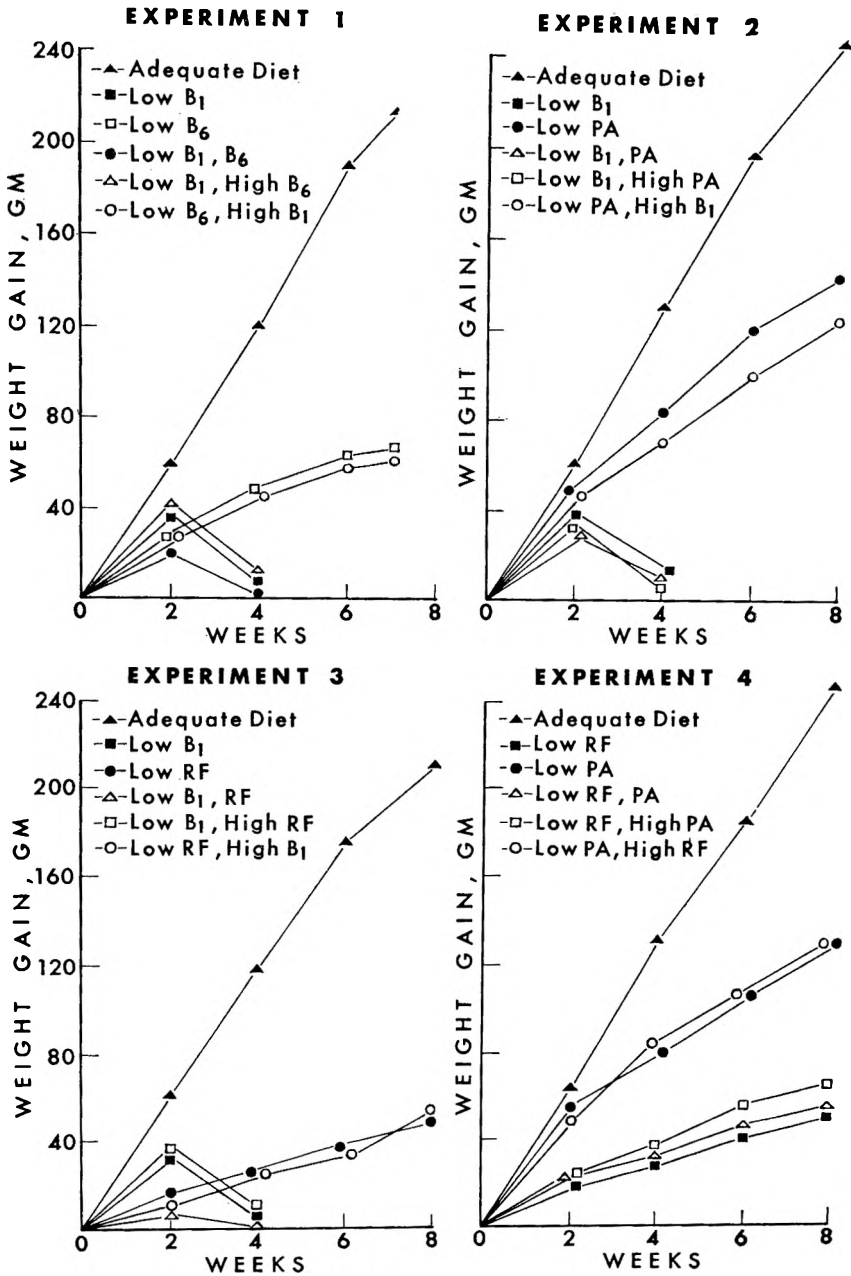 EXPERIMENT 1
240
200
160
120
80
40
0
2
4
6
8
WEIGHT GAIN, GM
WEEKS
Adequate Diet
Low B1
Low B6
Low B1, B6
Low B1, High B6
Low B6, High B1
EXPERIMENT 2
WEIGHT GAIN, GM
0
2
4
6
8
WEEKS
Adequate Diet
Low B1
Low PA
Low B1, PA
Low B1, High PA
Low PA, High B1
EXPERIMENT 3
240
200
160
120
80
40
0
2
4
6
8
WEIGHT GAIN, GM
WEEKS
Adequate Diet
Low B1
Low RF
Low B1, RF
Low B1, High RF
Low RF, High B1
EXPERIMENT 4
WEIGHT GAIN, GM
0
2
4
6
8
WEEKS
Adequate Diet
Low RF
Low PA
Low RF, PA
Low RF, High PA
Low PA, High RF